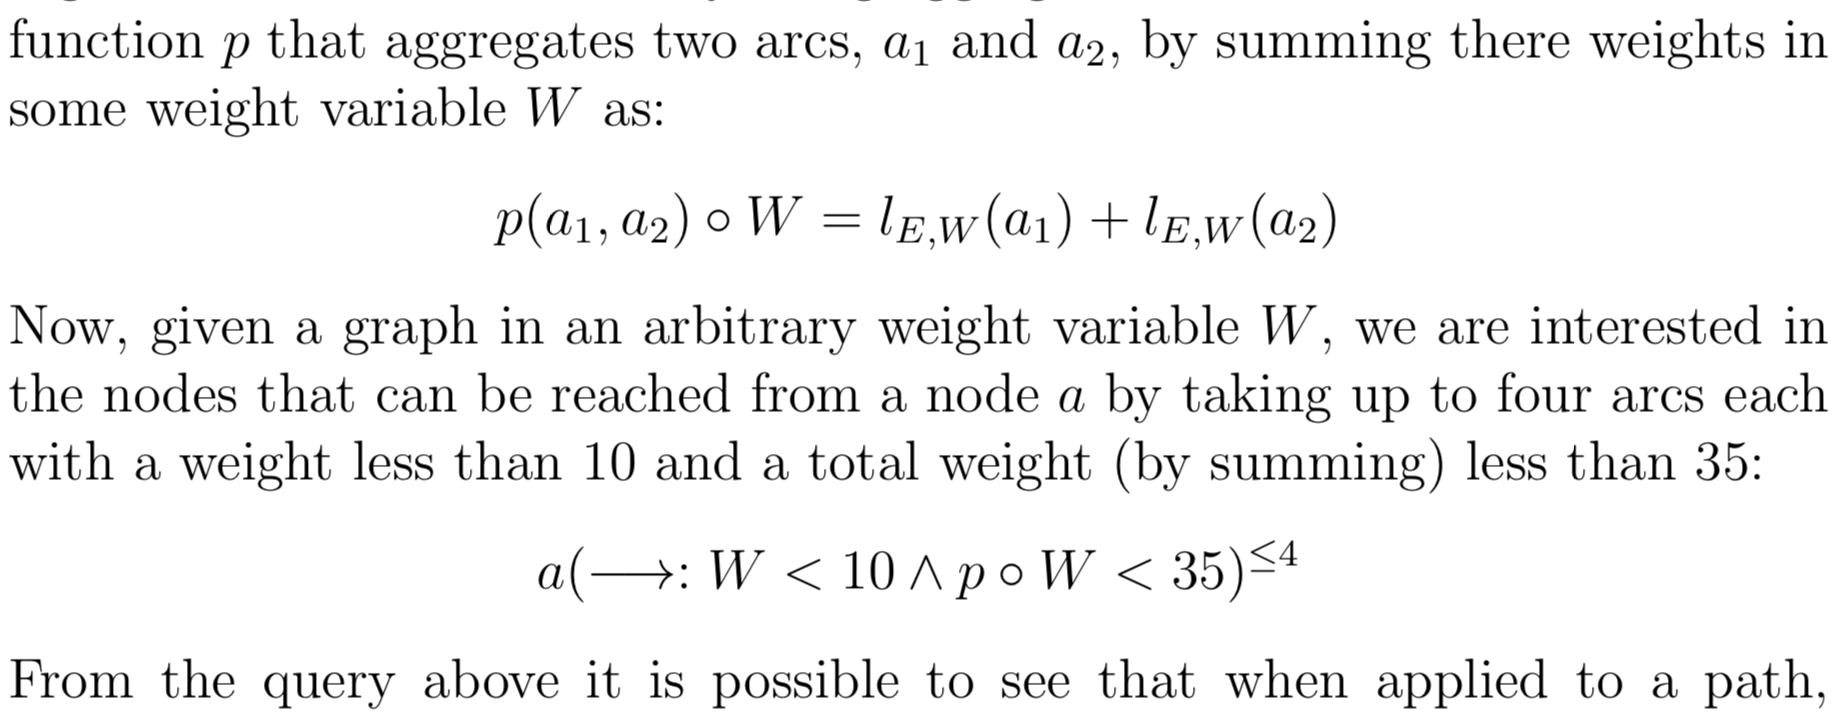 function p that aggregates two arcs, a₁ and a₂, by summing there weights in
some weight variable W as:
p(a₁, a₂) ∘ W = l_{E,W}(a₁) + l_{E,W}(a₂)
Now, given a graph in an arbitrary weight variable W, we are interested in
the nodes that can be reached from a node a by taking up to four arcs each
with a weight less than 10 and a total weight (by summing) less than 35:
a(⟶: W < 10 ∧ p ∘ W < 35)^{≤4}
From the query above it is possible to see that when applied to a path,